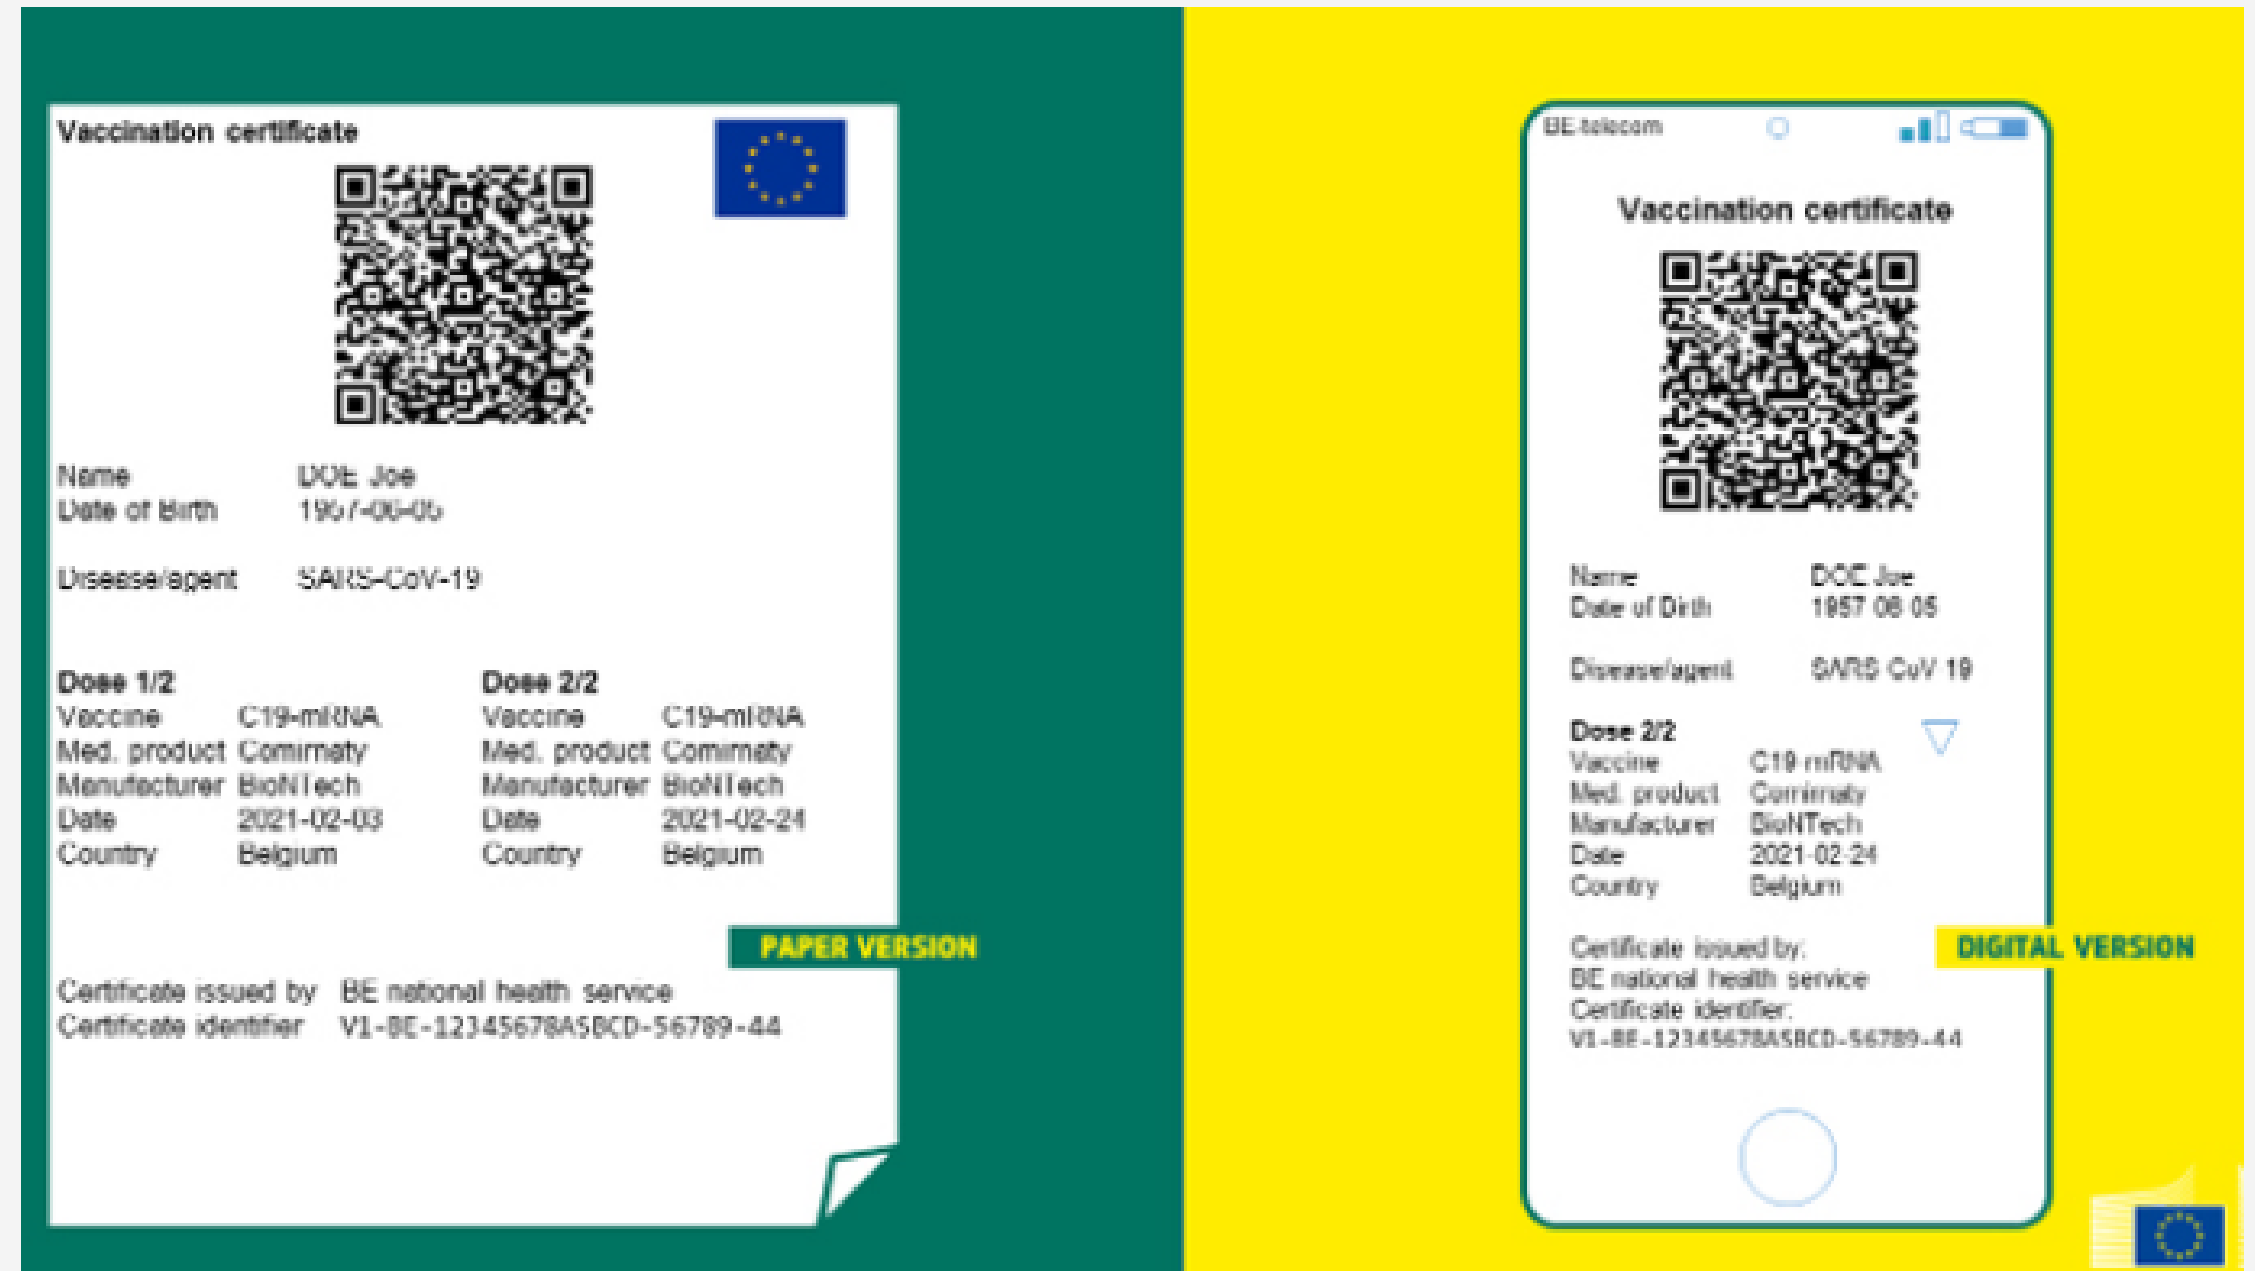 Vaccination certificate
Name DOE Joe
Date of Birth 1957-06-05
Disease/agent SARS-CoV-19
Dose 1/2 Dose 2/2
Vaccine C19-mRNA Vaccine C19-mRNA
Med. product Comirnaty Med. product Comirnaty
Manufacturer BioNTech Manufacturer BioNTech
Date 2021-02-03 Date 2021-02-24
Country Belgium Country Belgium
PAPER VERSION
Certificate issued by BE national health service
Certificate identifier V1-BE-12345678ASBCD-56789-44
BE-telecom
Vaccination certificate
Name DOE Joe
Date of Birth 1957-06-05
Disease/agent SARS-CoV-19
Dose 2/2
Vaccine C19-mRNA
Med. product Comirnaty
Manufacturer BioNTech
Date 2021-02-24
Country Belgium
DIGITAL VERSION
Certificate issued by:
BE national health service
Certificate identifier:
V1-BE-12345678ASBCD-56789-44